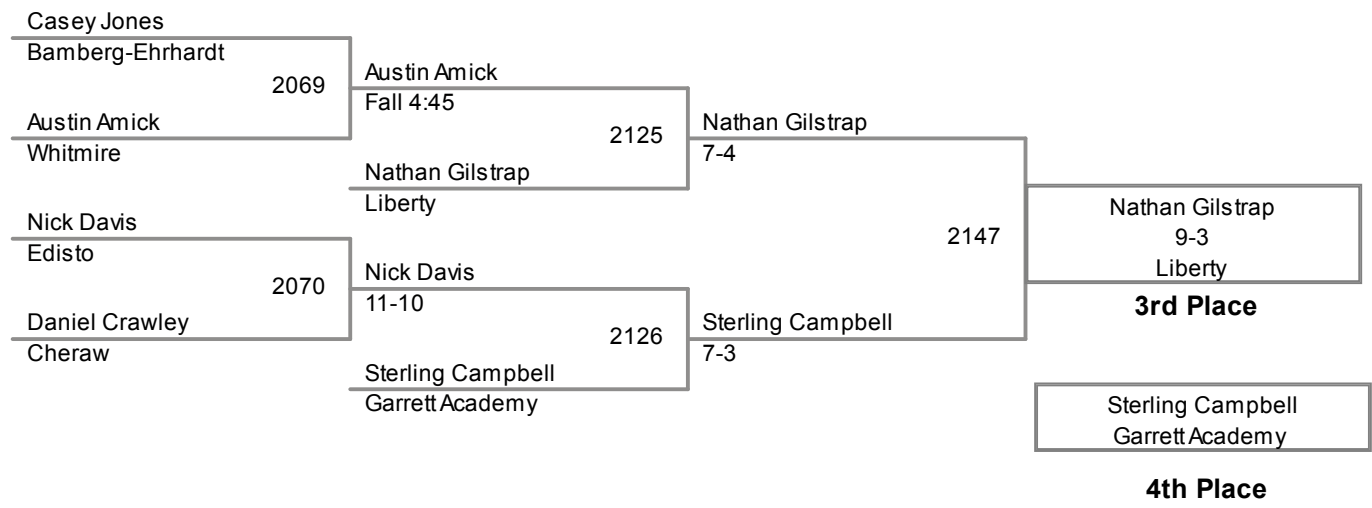 Casey Jones
Bamberg-Ehrhardt
2069
Austin Amick
Whitmire
Austin Amick
Fall 4:45
2125
Nathan Gilstrap
Liberty
Nick Davis
Edisto
2070
Daniel Crawley
Cheraw
Nick Davis
11-10
2126
Sterling Campbell
Garrett Academy
Nathan Gilstrap
7-4
2147
Sterling Campbell
7-3
Nathan Gilstrap
9-3
Liberty
3rd Place
Sterling Campbell
Garrett Academy
4th Place